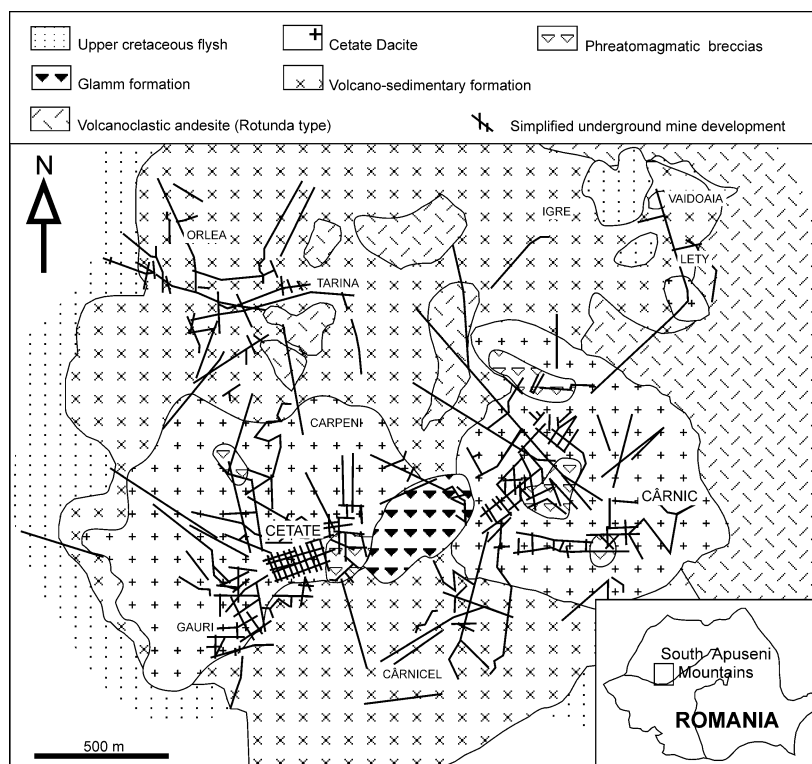 Upper cretaceous flysh
Cetate Dacite
Phreatomagmatic breccias
Glamm formation
Volcano-sedimentary formation
Volcanoclastic andesite (Rotunda type)
Simplified underground mine development
N
ORLEA
IGRE
VAIDOAIA
LETY
TARINA
CARPENI
CÂRNIC
CETATE
GAURI
CÂRNICEL
South Apuseni
Mountains
ROMANIA
500 m